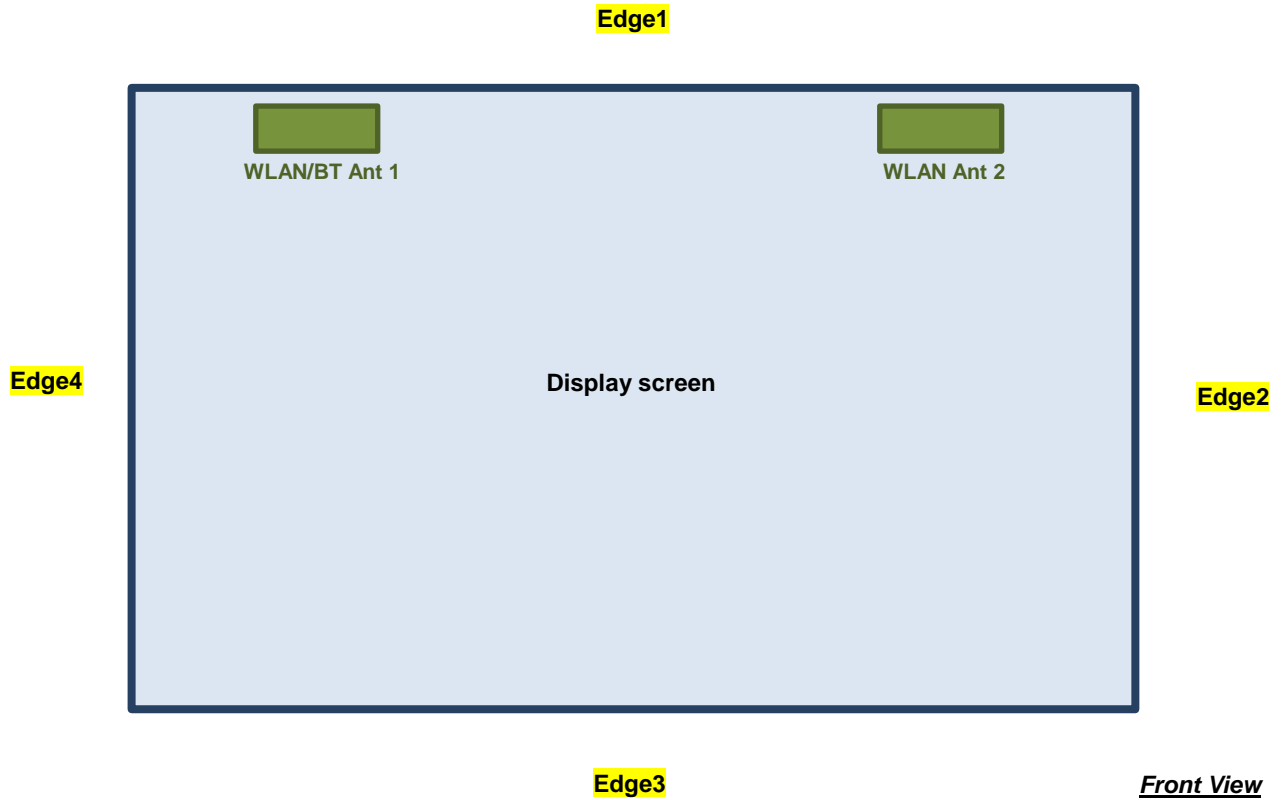 Edge1
WLAN/BT Ant 1
WLAN Ant 2
Edge4
Display screen
Edge2
Edge3
Front View